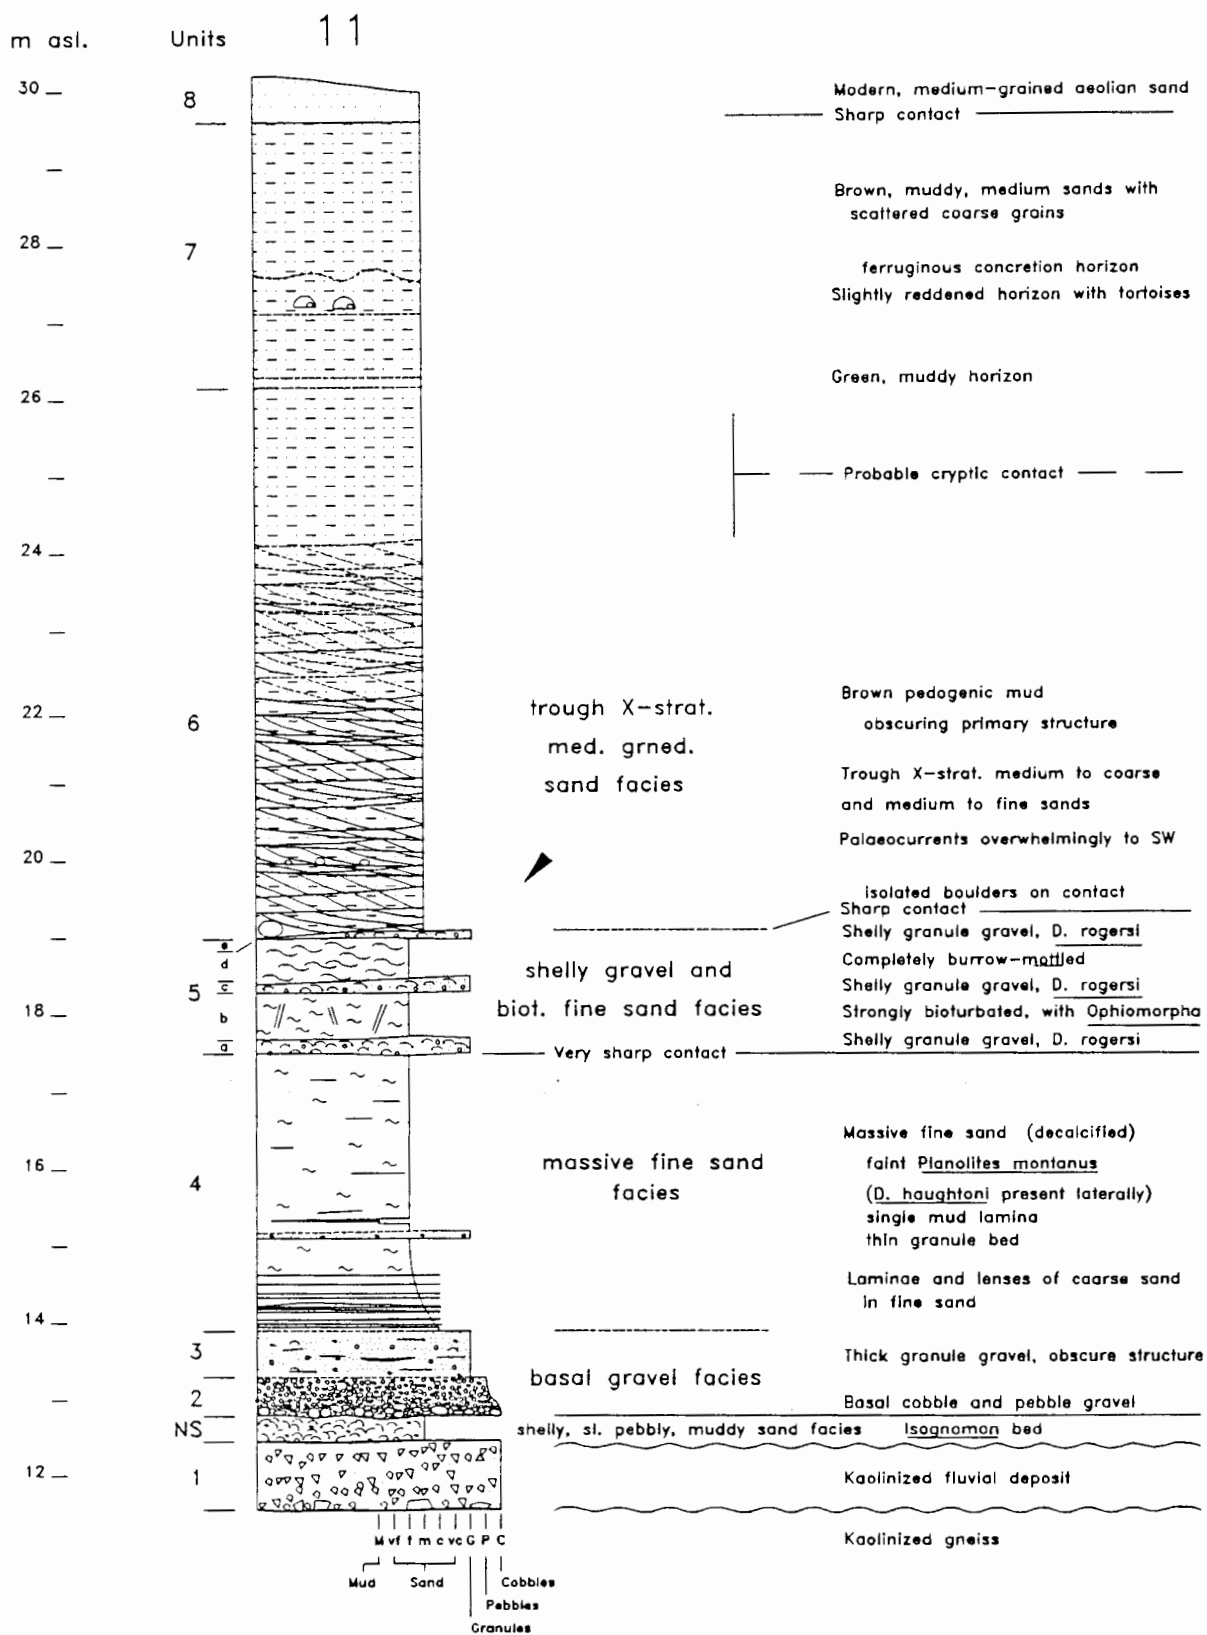 m asl.
Units
11
30
28
26
24
22
20
18
16
14
12
8
7
6
5
e
d
c
b
a
4
3
2
NS
1
Modern, medium-grained aeolian sand
Sharp contact
Brown, muddy, medium sands with
scattered coarse grains
ferruginous concretion horizon
Slightly reddened horizon with tortoises
Green, muddy horizon
Probable cryptic contact
trough X-strat.
med. grned.
sand facies
Brown pedogenic mud
obscuring primary structure
Trough X-strat. medium to coarse
and medium to fine sands
Palaeocurrents overwhelmingly to SW
isolated boulders on contact
Sharp contact
shelly gravel and
biot. fine sand facies
Shelly granule gravel, D. rogersi
Completely burrow-mottled
Shelly granule gravel, D. rogersi
Strongly bioturbated, with Ophiomorpha
Shelly granule gravel, D. rogersi
Very sharp contact
massive fine sand
facies
Massive fine sand (decalcified)
faint Planolites montanus
(D. haughtoni present laterally)
single mud lamina
thin granule bed
Laminae and lenses of coarse sand
in fine sand
basal gravel facies
Thick granule gravel, obscure structure
Basal cobble and pebble gravel
shelly, sl. pebbly, muddy sand facies Isognomon bed
Kaolinized fluvial deposit
Kaolinized gneiss
M vf f m c vc G P C
Mud Sand Cobbles
Pebbles
Granules